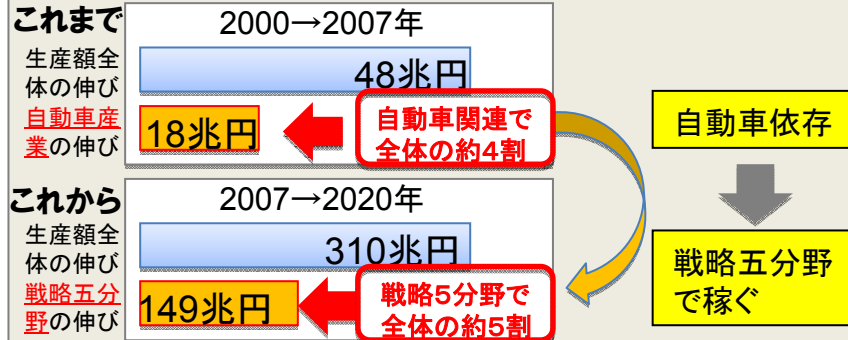 これまで
2000→2007年
生産額全
体の伸び
48兆円
自動車産
業の伸び
18兆円
自動車関連で
全体の約4割
これから
2007→2020年
生産額全
体の伸び
310兆円
戦略五分
野の伸び
149兆円
戦略5分野で
全体の約5割
自動車依存
戦略五分野
で稼ぐ